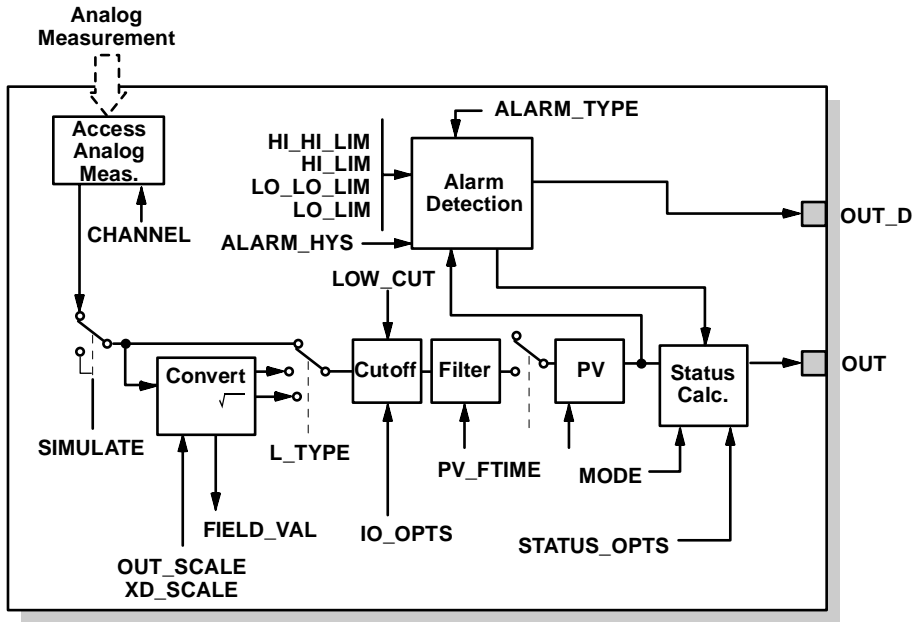 Analog
Measurement
Access
Analog
Meas.
CHANNEL
ALARM_TYPE
HI_HI_LIM
HI_LIM
LO_LO_LIM
LO_LIM
ALARM_HYS
Alarm
Detection
OUT_D
LOW_CUT
Convert
√
SIMULATE
L_TYPE
Cutoff
Filter
PV
Status
Calc.
OUT
FIELD_VAL
OUT_SCALE
XD_SCALE
IO_OPTS
PV_FTIME
MODE
STATUS_OPTS